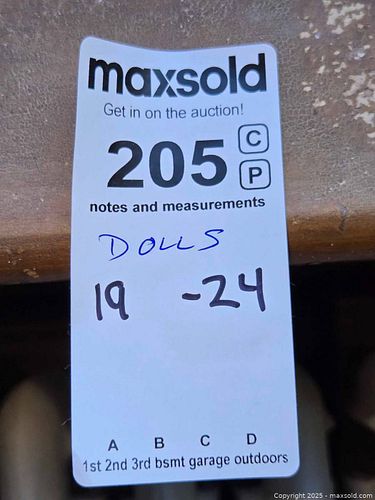 maxsold
Get in on the auction!
205 C
P
notes and measurements
DOLLS
19 -24
A B C D
1st 2nd 3rd bsmt garage outdoors
Copyright © 2025 - maxsold.com